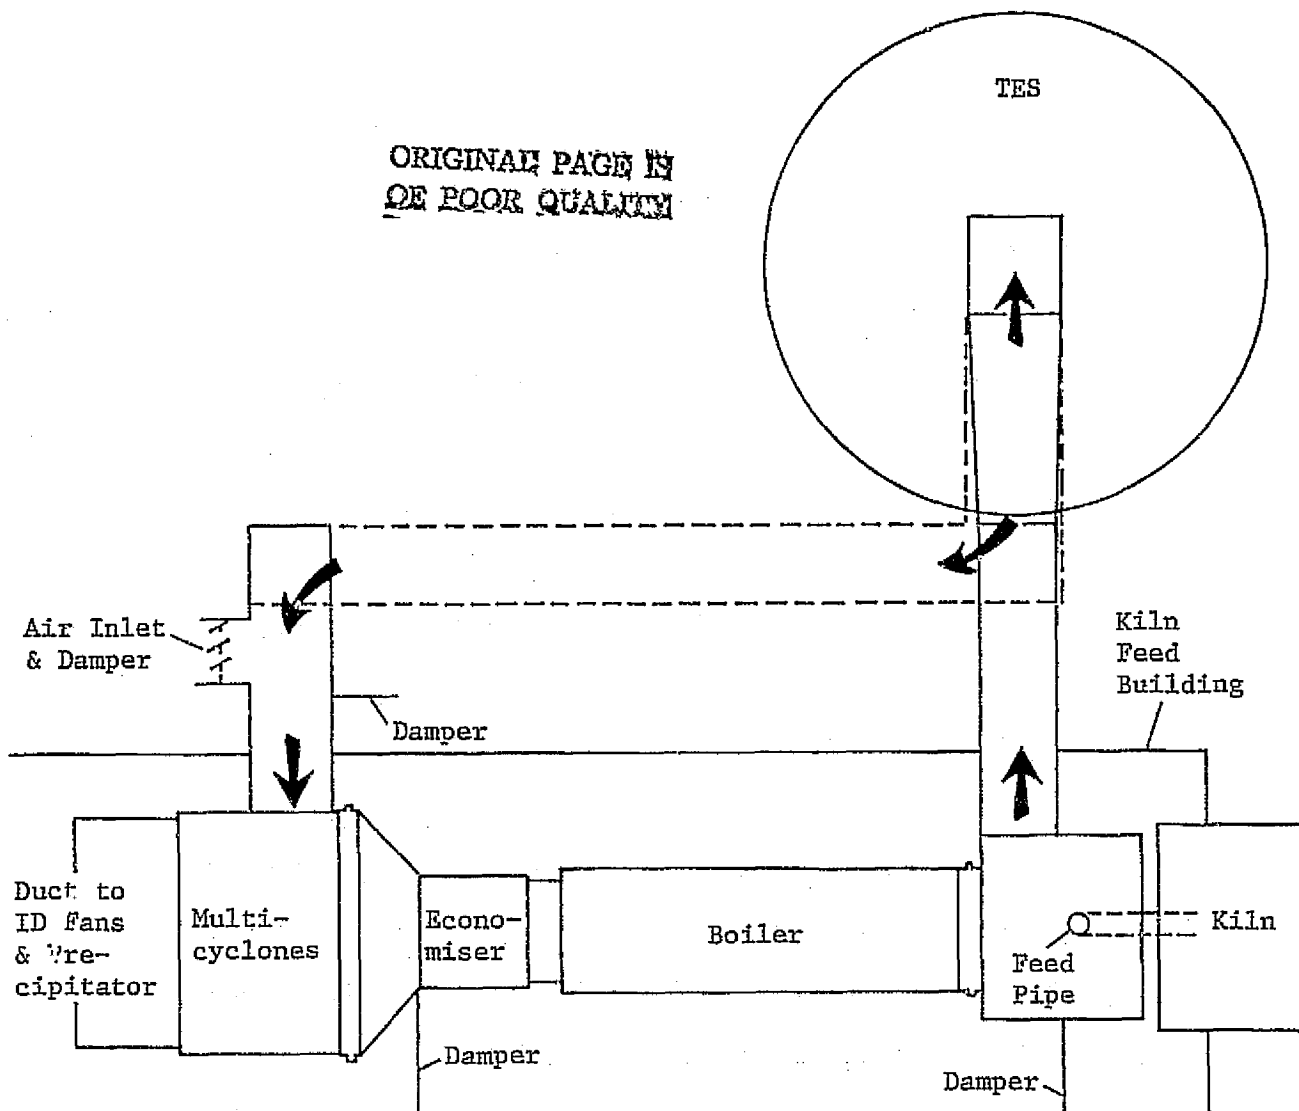 TES
ORIGINAL PAGE IS
OF POOR QUALITY
Air Inlet
& Damper
Damper
Kiln
Feed
Building
Duct to
ID Fans
& Pre-
cipitator
Multi-
cyclones
Econo-
miser
Boiler
Feed
Pipe
Kiln
Damper
Damper